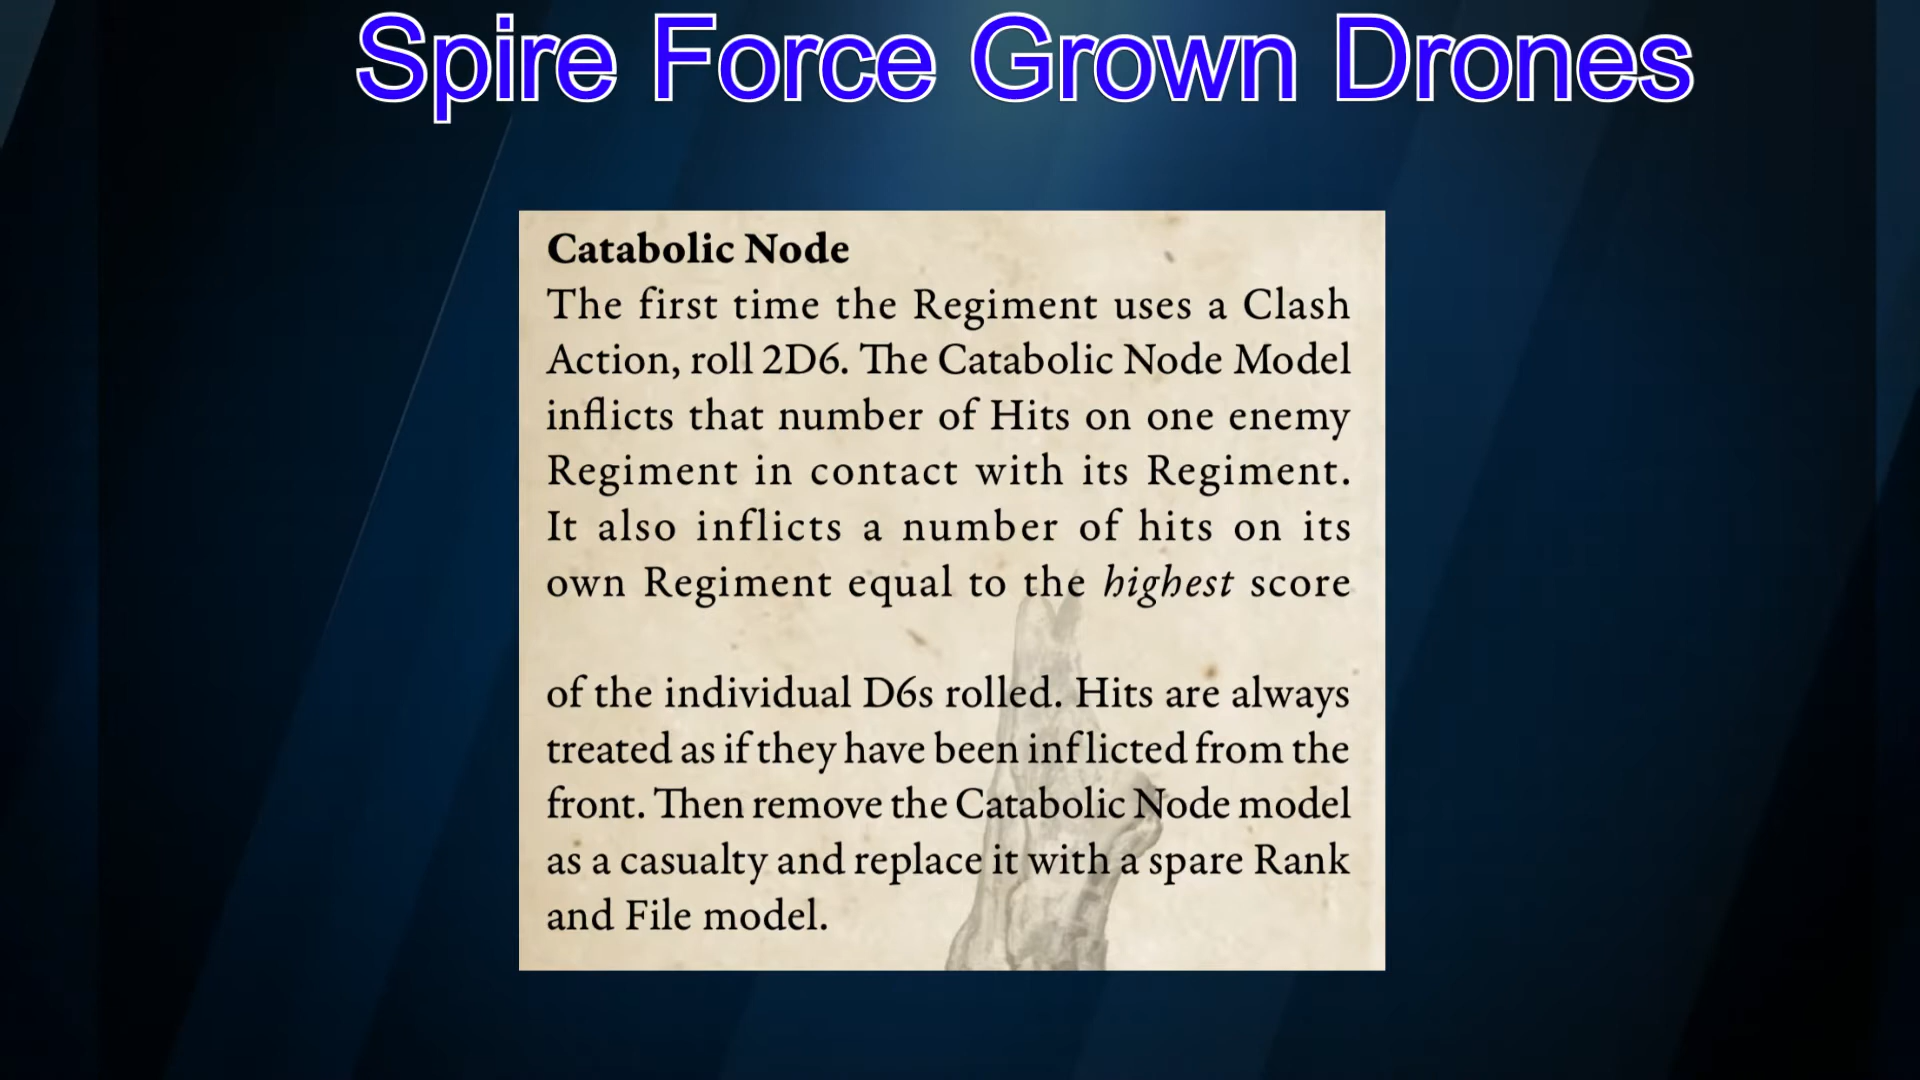 Spire Force Grown Drones
Catabolic Node
The first time the Regiment uses a Clash
Action, roll 2D6. The Catabolic Node Model
inflicts that number of Hits on one enemy
Regiment in contact with its Regiment.
It also inflicts a number of hits on its
own Regiment equal to the highest score
of the individual D6s rolled. Hits are always
treated as if they have been inflicted from the
front. Then remove the Catabolic Node model
as a casualty and replace it with a spare Rank
and File model.